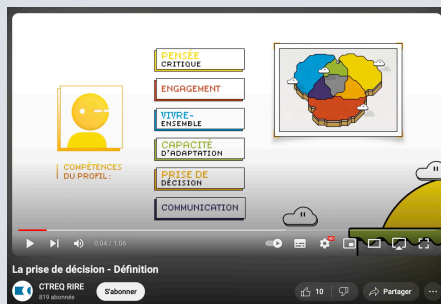 PENSÉE
CRITIQUE
ENGAGEMENT
VIVRE-
ENSEMBLE
CAPACITÉ
D'ADAPTATION
PRISE DE
DÉCISION
COMMUNICATION
COMPÉTENCES
DU PROFIL :
0:04 / 1:06
La prise de décision - Définition
CTREQ RIRE
819 abonnés
S'abonner
10
Partager